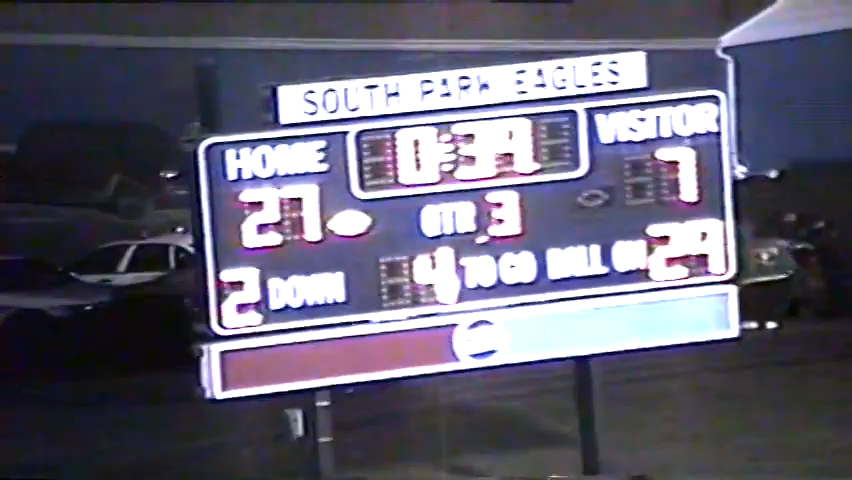 SOUTH PARK EAGLES
HOME 0:39 VISITOR
27 QTR 3 7
2 DOWN 4 TO GO BALL ON 29